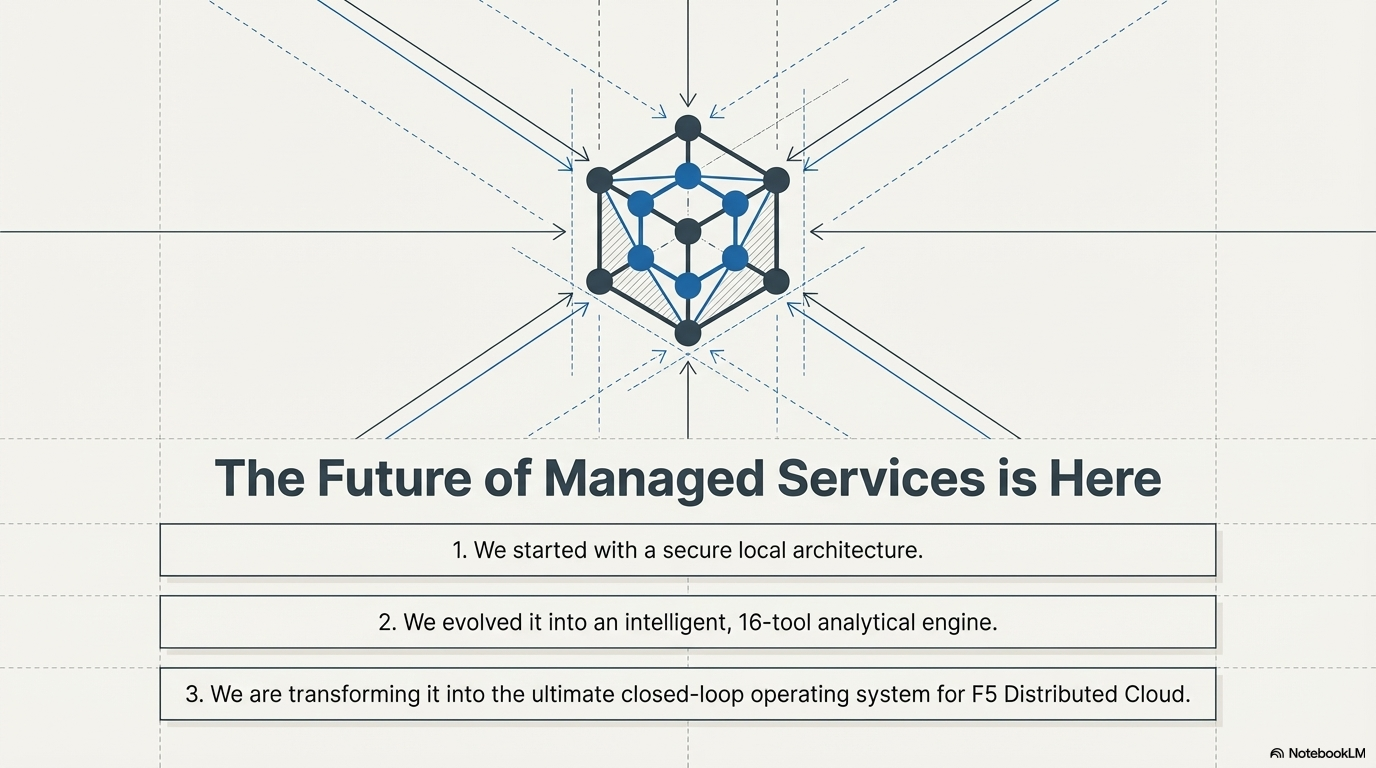 The Future of Managed Services is Here
1. We started with a secure local architecture.
2. We evolved it into an intelligent, 16-tool analytical engine.
3. We are transforming it into the ultimate closed-loop operating system for F5 Distributed Cloud.
NotebookLM